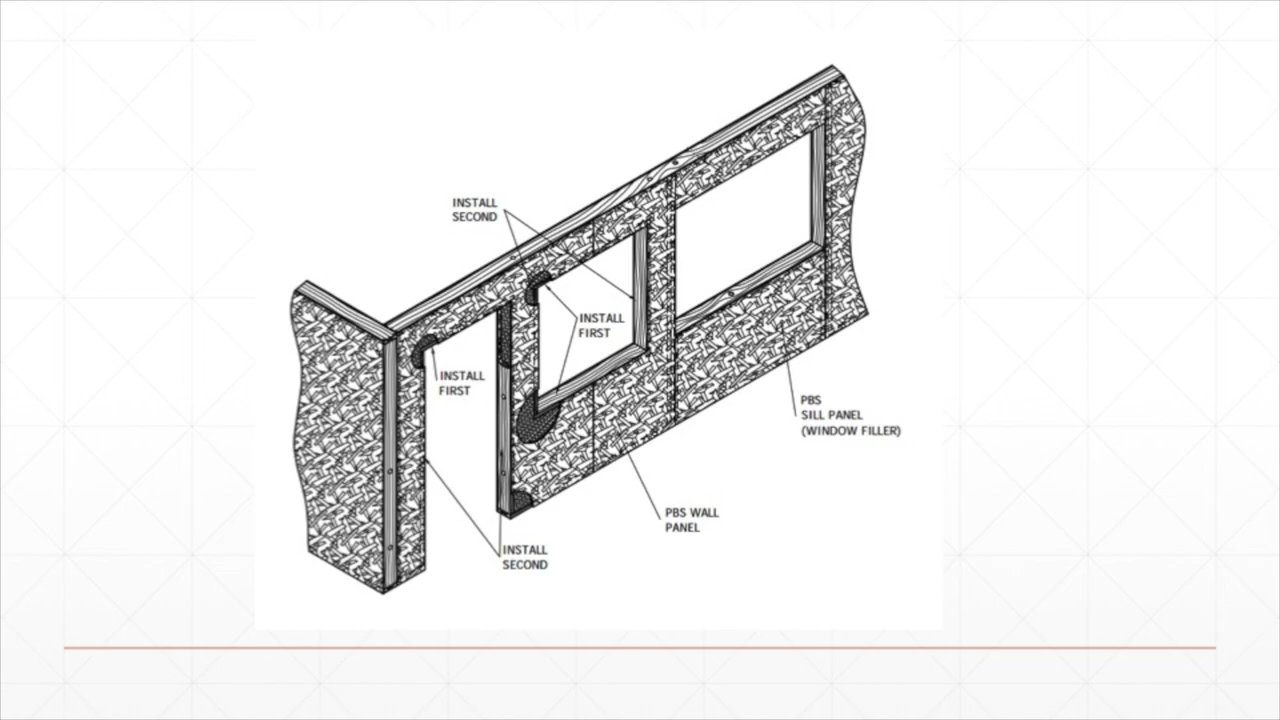 INSTALL
SECOND
INSTALL
FIRST
INSTALL
FIRST
PBS
SILL PANEL
(WINDOW FILLER)
PBS WALL
PANEL
INSTALL
SECOND